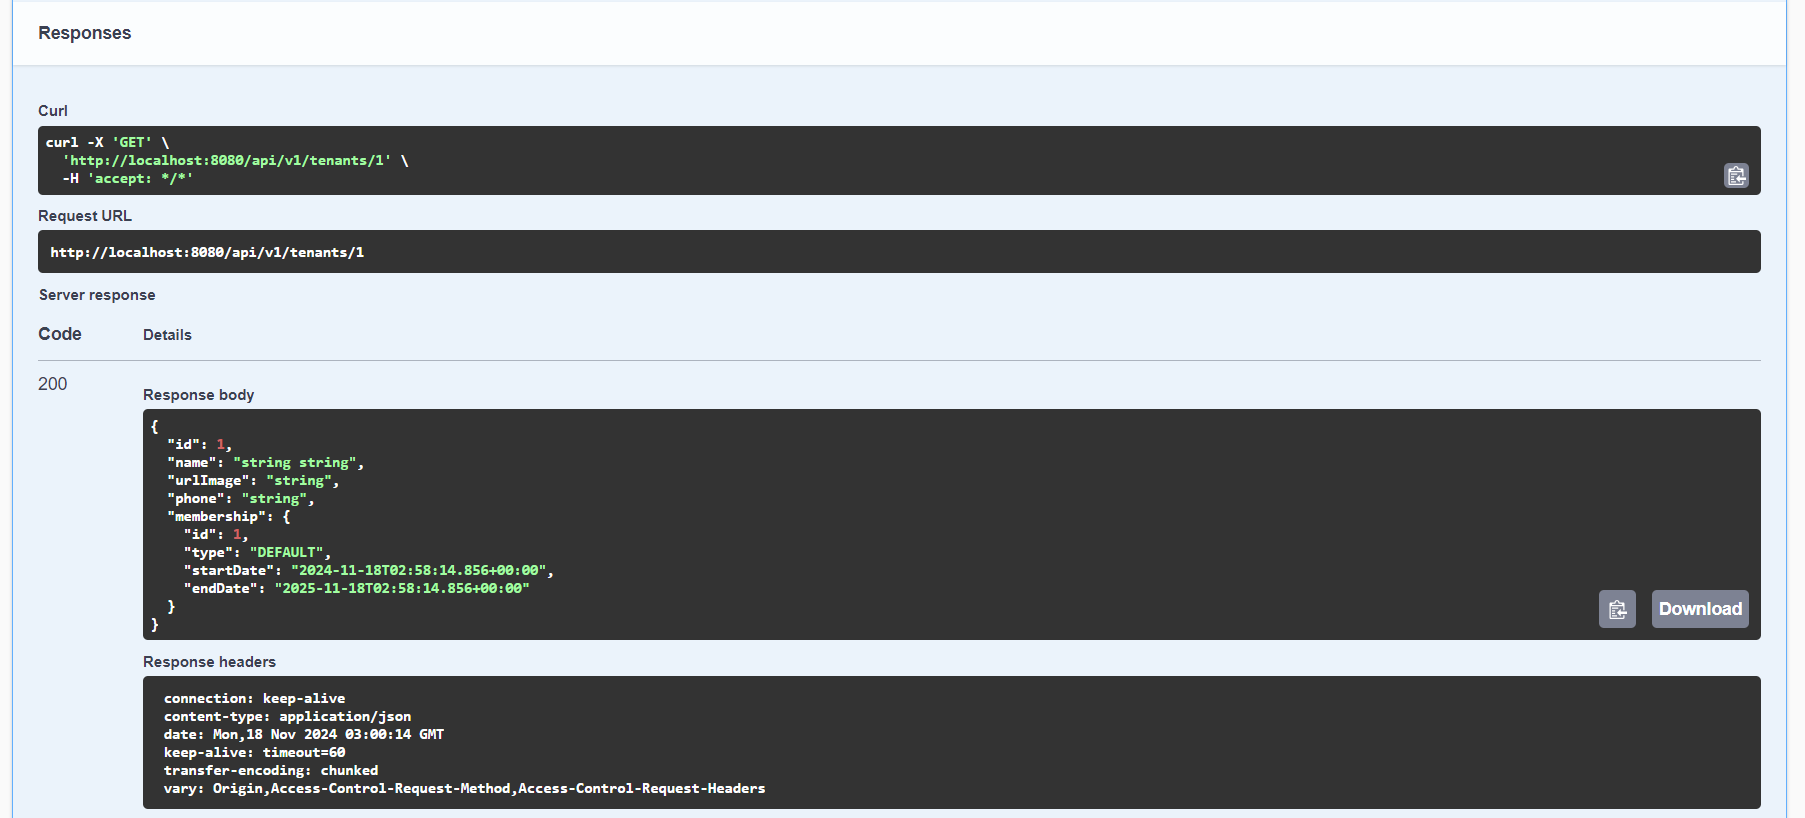 Responses
Curl
curl -X 'GET' \
  'http://localhost:8080/api/v1/tenants/1' \
  -H 'accept: */*'
Request URL
http://localhost:8080/api/v1/tenants/1
Server response
Code Details
200
Response body
{
  "id": 1,
  "name": "string string",
  "urlImage": "string",
  "phone": "string",
  "membership": {
    "id": 1,
    "type": "DEFAULT",
    "startDate": "2024-11-18T02:58:14.856+00:00",
    "endDate": "2025-11-18T02:58:14.856+00:00"
  }
}
Download
Response headers
connection: keep-alive
content-type: application/json
date: Mon,18 Nov 2024 03:00:14 GMT
keep-alive: timeout=60
transfer-encoding: chunked
vary: Origin,Access-Control-Request-Method,Access-Control-Request-Headers